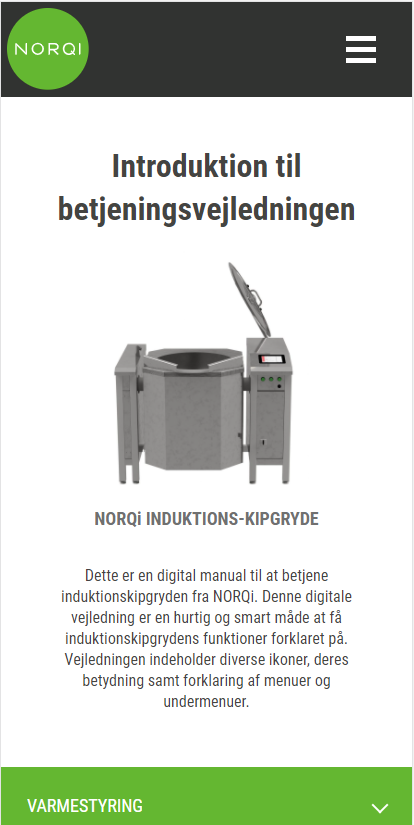 NORQI
Introduktion til
betjeningsvejledningen
NORQi INDUKTIONS-KIPGRYDE
Dette er en digital manual til at betjene
induktionskipgryden fra NORQi. Denne digitale
vejledning er en hurtig og smart måde at få
induktionskipgrydens funktioner forklaret på.
Vejledningen indeholder diverse ikoner, deres
betydning samt forklaring af menuer og
undermenuer.
VARMESTYRING